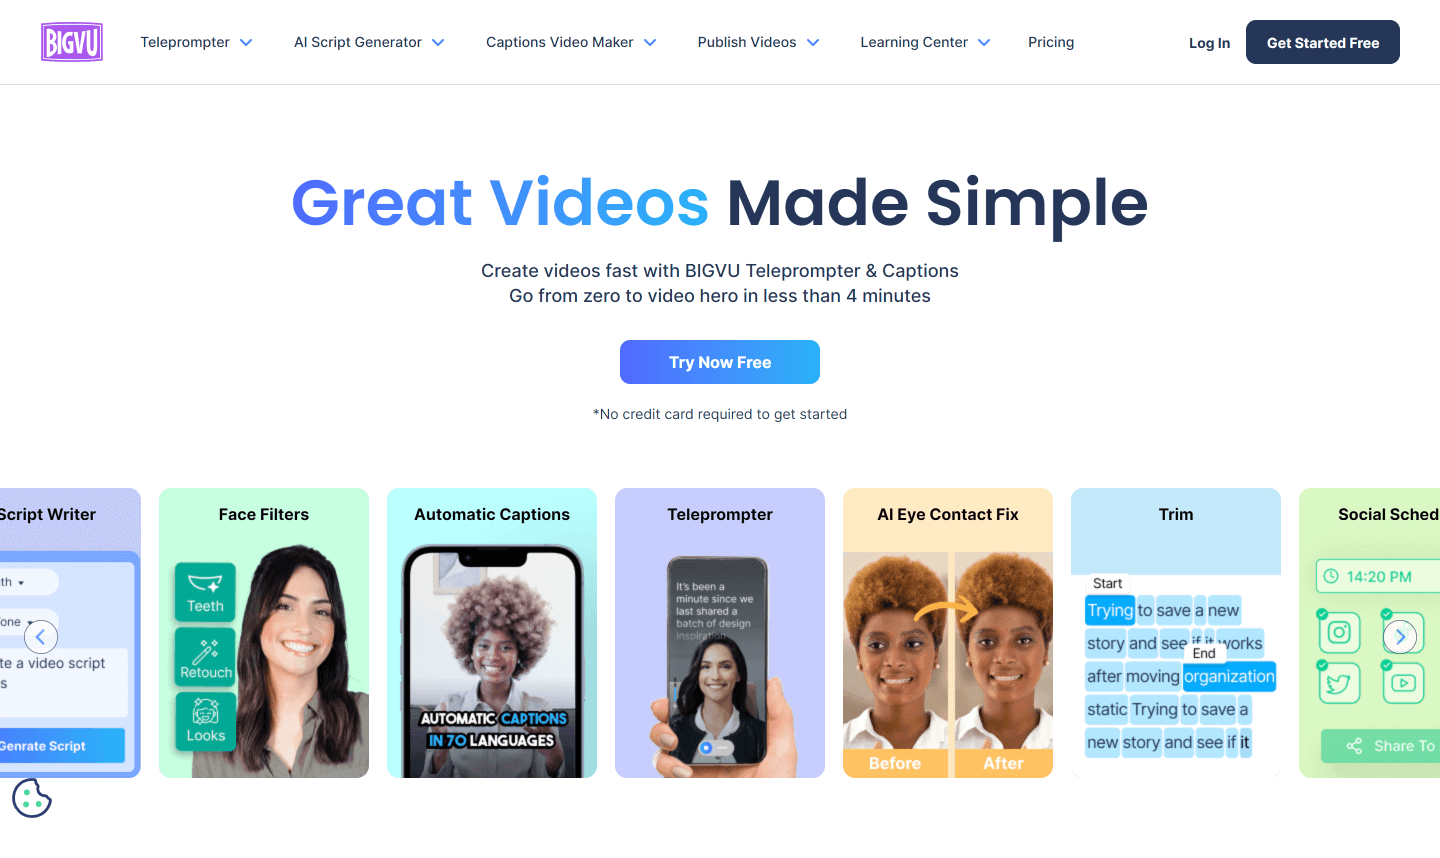 BIGVU
Teleprompter
AI Script Generator
Captions Video Maker
Publish Videos
Learning Center
Pricing
Log In
Get Started Free
Great Videos Made Simple
Create videos fast with BIGVU Teleprompter & Captions
Go from zero to video hero in less than 4 minutes
Try Now Free
*No credit card required to get started
Script Writer
te a video script
Genrate Script
Face Filters
Teeth
Retouch
Looks
Automatic Captions
AUTOMATIC CAPTIONS
IN 70 LANGUAGES
Teleprompter
It's been a
minute since we
last shared a
batch of design
inspiration
AI Eye Contact Fix
Before
After
Trim
Start
Trying to save a new
story and see if it works
End
after moving organization
static Trying to save a
new story and see if it
Social Sched
14:20 PM
Share To